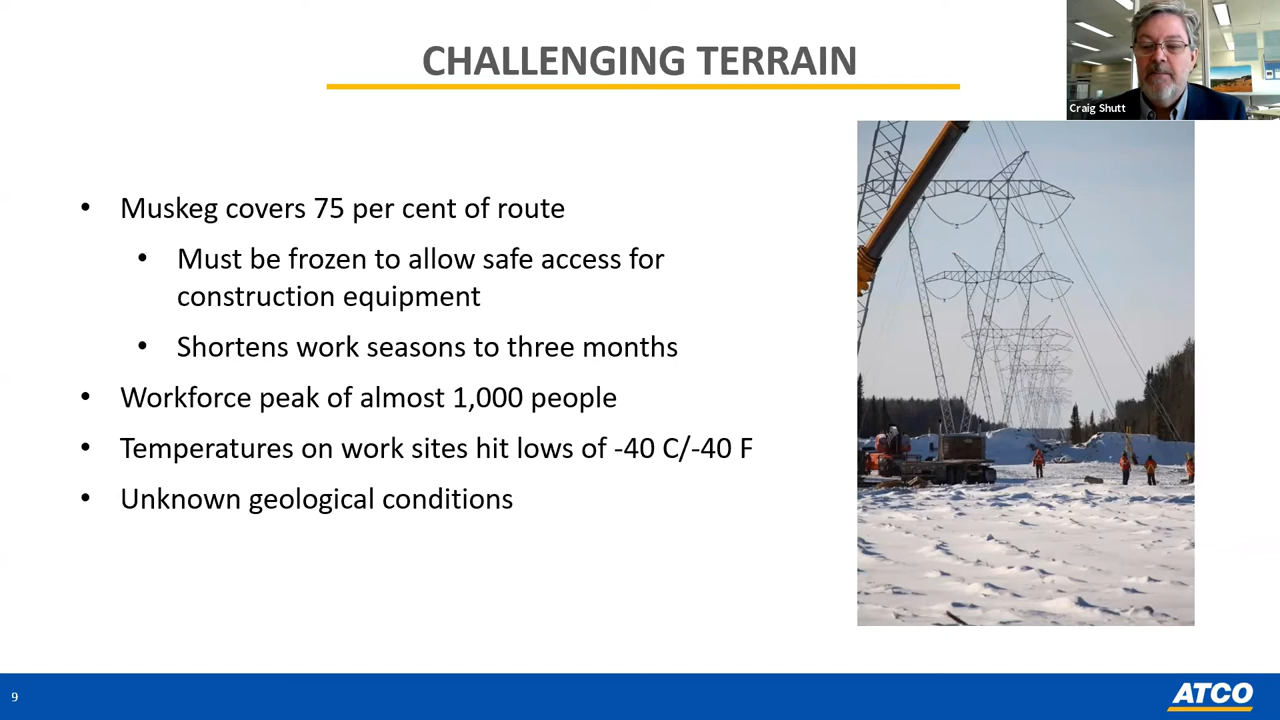 CHALLENGING TERRAIN
Craig Shutt
• Muskeg covers 75 per cent of route
• Must be frozen to allow safe access for
construction equipment
• Shortens work seasons to three months
• Workforce peak of almost 1,000 people
• Temperatures on work sites hit lows of -40 C/-40 F
• Unknown geological conditions
9
ATCO